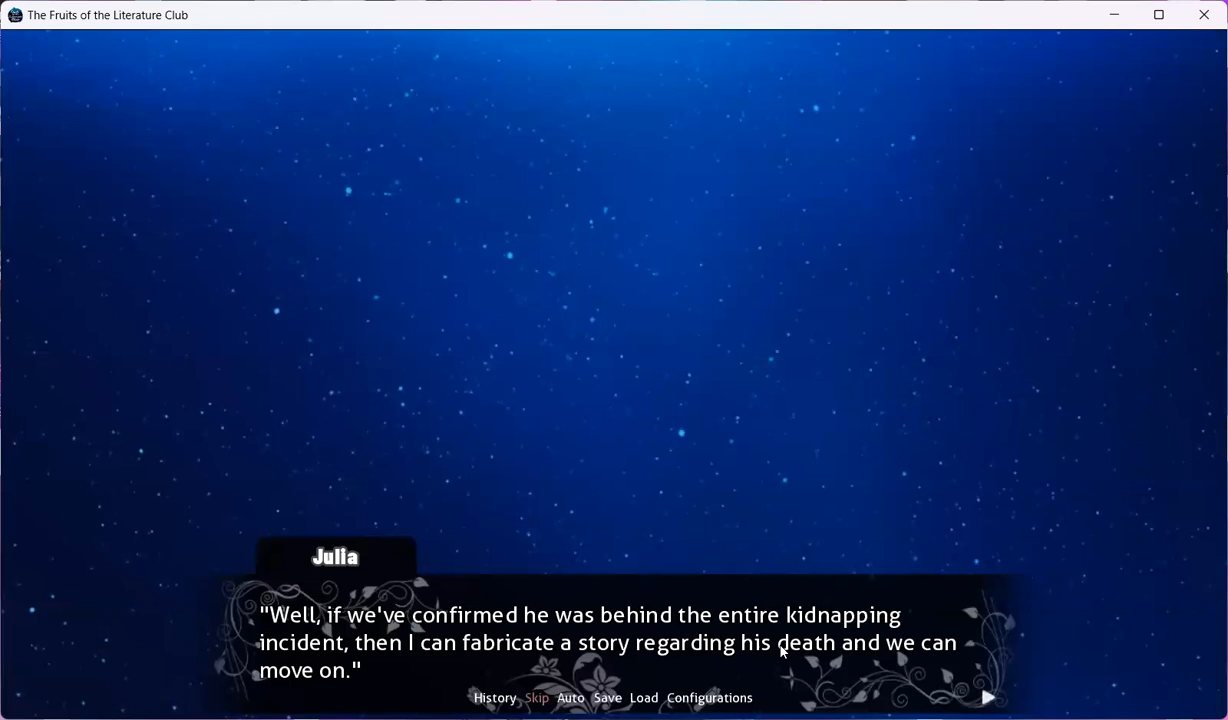 The Fruits of the Literature Club
Julia
"Well, if we've confirmed he was behind the entire kidnapping
incident, then I can fabricate a story regarding his death and we can
move on."
History Skip Auto Save Load Configurations